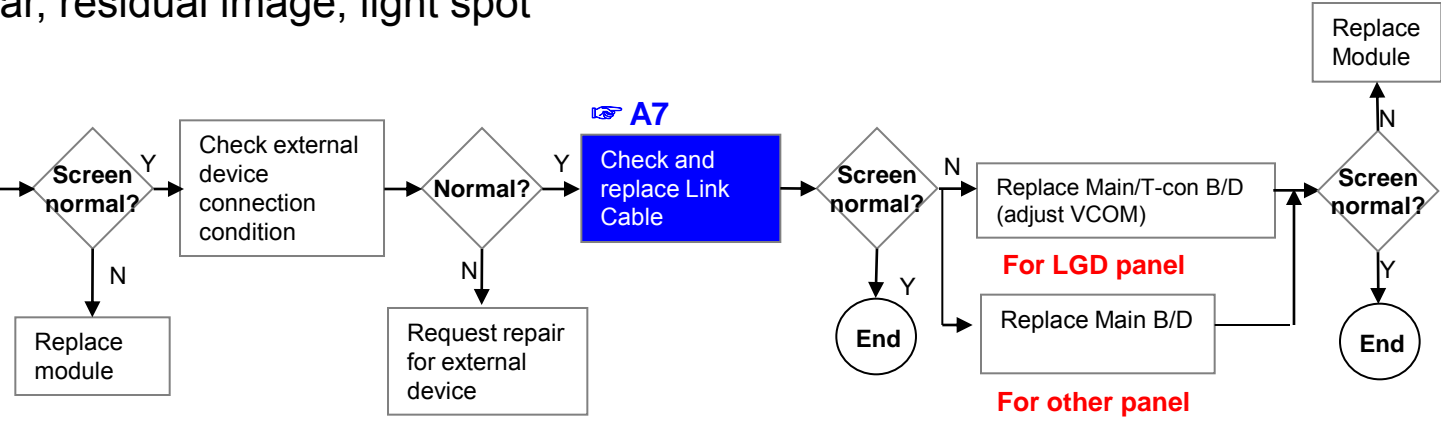 ar, residual image, light spot
Screen
normal?
Y
N
Replace
module
Check external
device
connection
condition
Normal?
Y
N
Request repair
for external
device
☞ A7
Check and
replace Link
Cable
Screen
normal?
N
Y
End
Replace Main/T-con B/D
(adjust VCOM)
For LGD panel
Replace Main B/D
For other panel
Screen
normal?
N
Replace
Module
Y
End